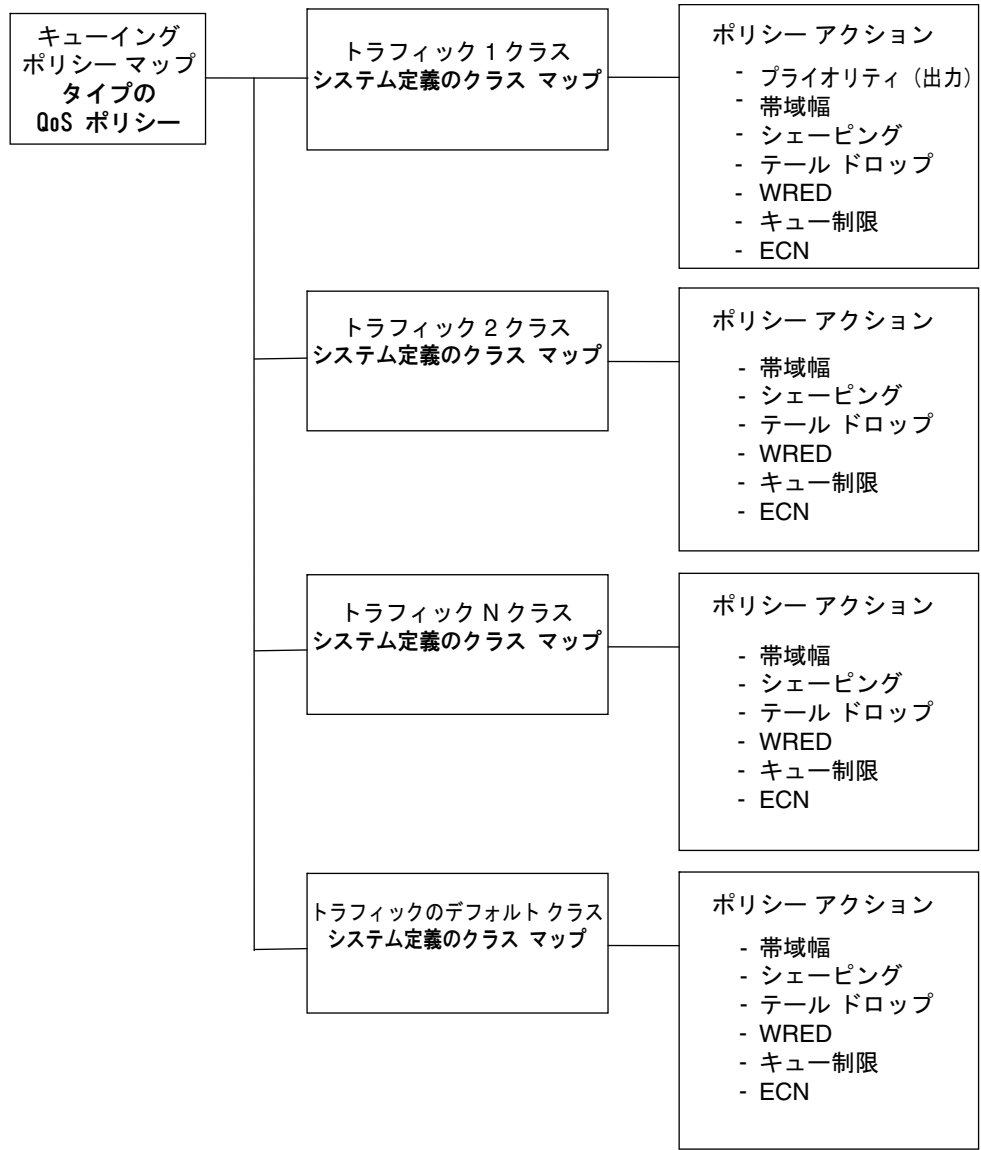 キューイング
ポリシー マップ
タイプの
QoS ポリシー
トラフィック 1 クラス
システム定義のクラス マップ
ポリシー アクション
- プライオリティ（出力）
- 帯域幅
- シェーピング
- テール ドロップ
- WRED
- キュー制限
- ECN
トラフィック 2 クラス
システム定義のクラス マップ
ポリシー アクション
- 帯域幅
- シェーピング
- テール ドロップ
- WRED
- キュー制限
- ECN
トラフィック N クラス
システム定義のクラス マップ
ポリシー アクション
- 帯域幅
- シェーピング
- テール ドロップ
- WRED
- キュー制限
- ECN
トラフィックのデフォルト クラス
システム定義のクラス マップ
ポリシー アクション
- 帯域幅
- シェーピング
- テール ドロップ
- WRED
- キュー制限
- ECN